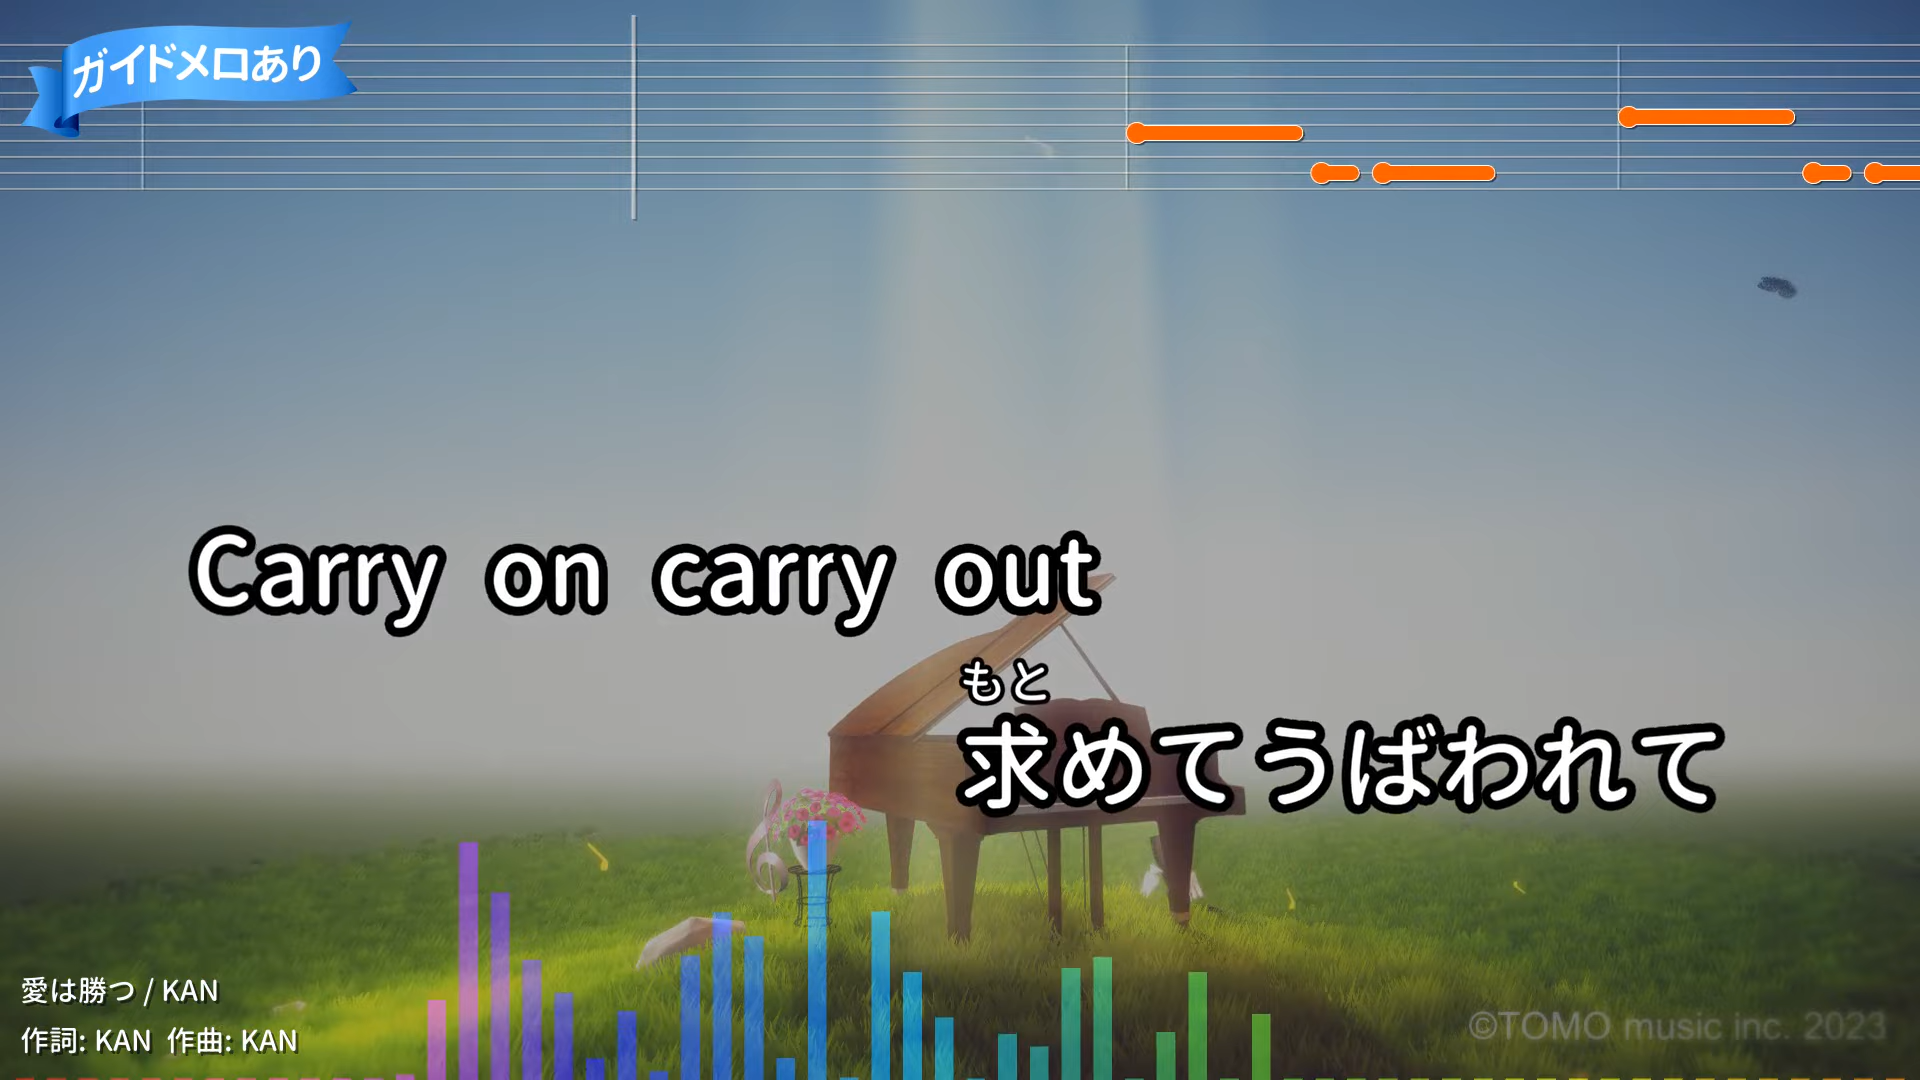 ガイドメロあり
Carry on carry out
もと
求めてうばわれて
愛は勝つ / KAN
作詞: KAN 作曲: KAN
©TOMO music inc. 2023